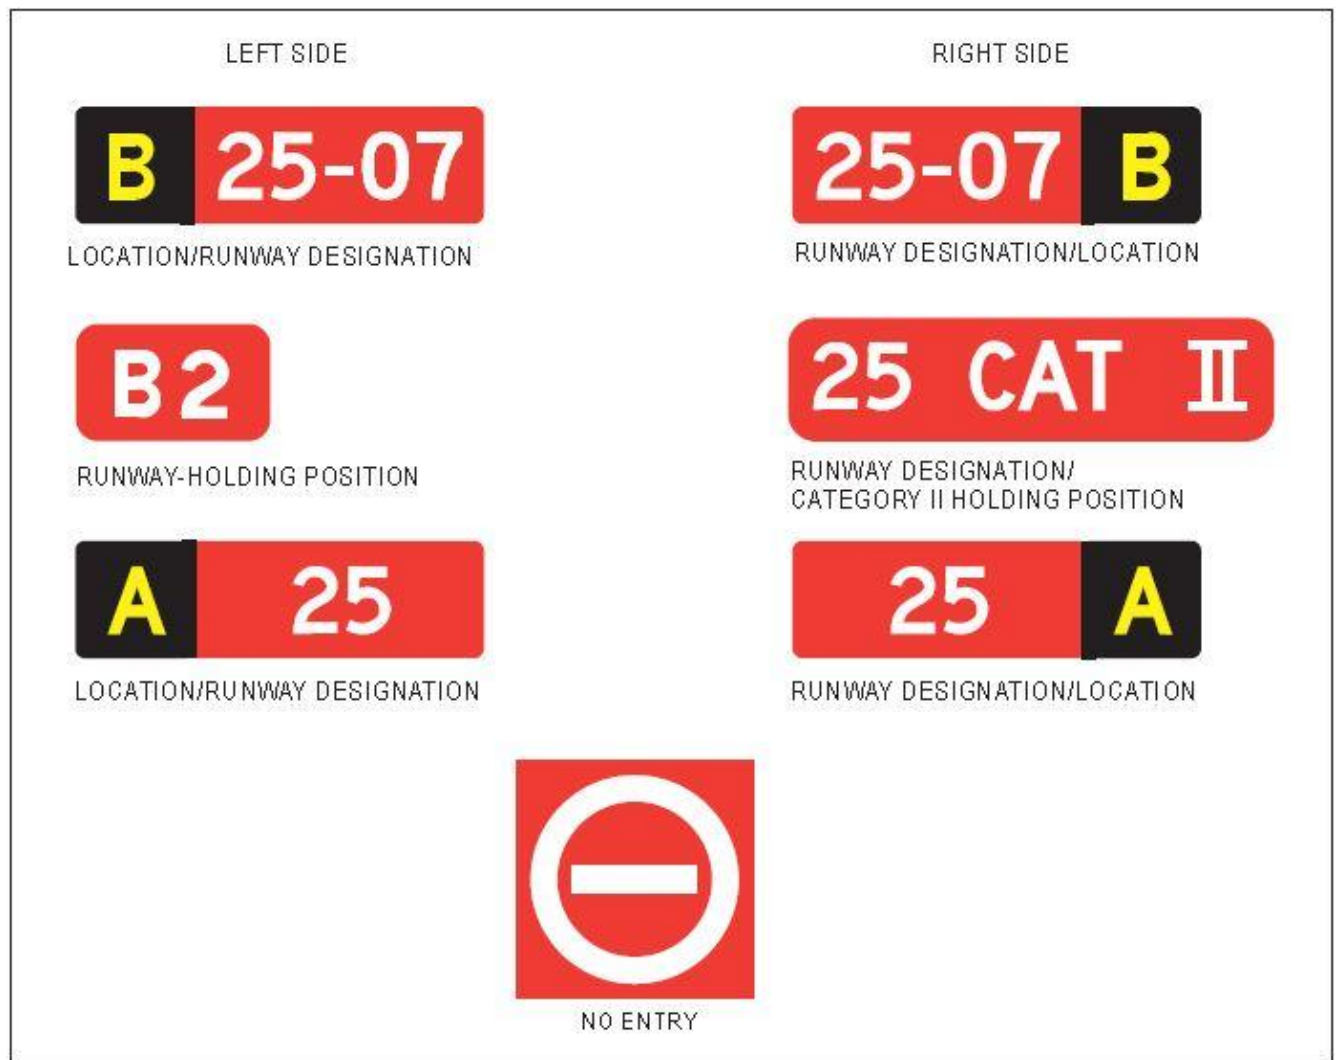 LEFT SIDE
RIGHT SIDE
B 25-07
25-07 B
LOCATION/RUNWAY DESIGNATION
RUNWAY DESIGNATION/LOCATION
B2
25 CAT II
RUNWAY-HOLDING POSITION
RUNWAY DESIGNATION/
CATEGORY II HOLDING POSITION
A 25
25 A
LOCATION/RUNWAY DESIGNATION
RUNWAY DESIGNATION/LOCATION
NO ENTRY